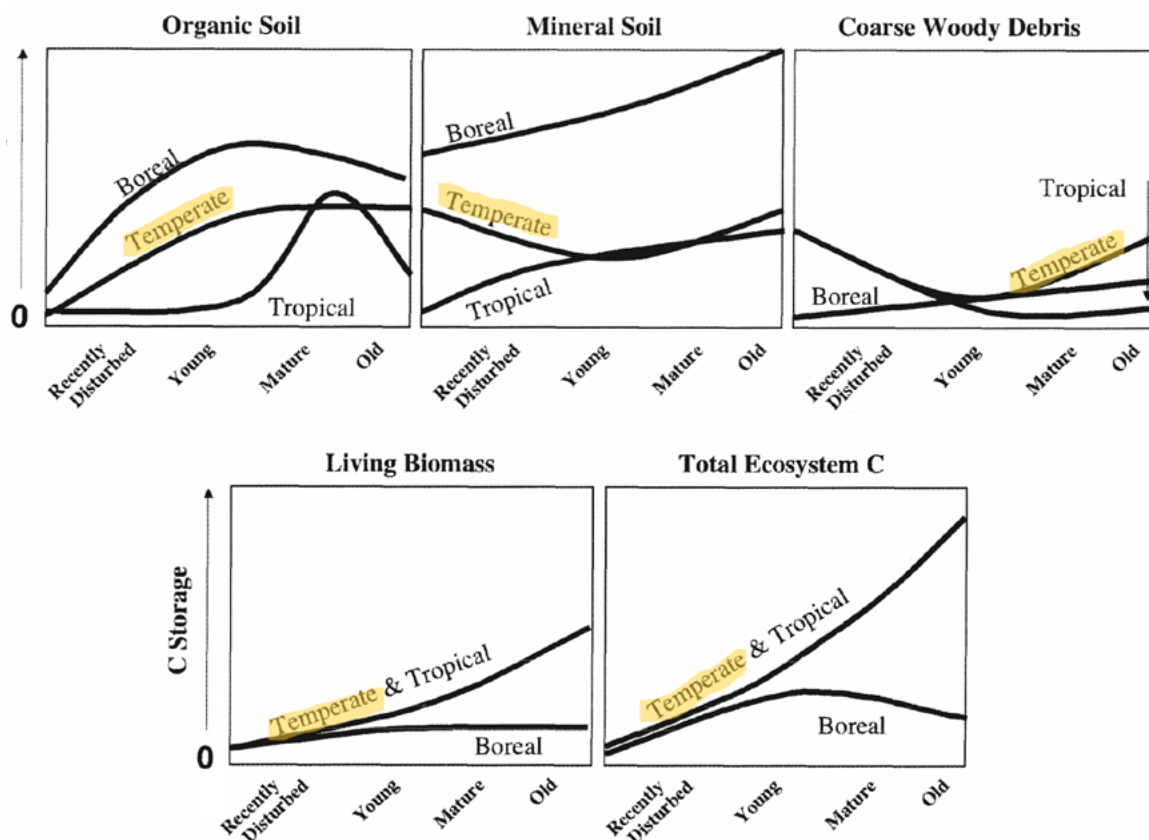 Organic Soil
Mineral Soil
Coarse Woody Debris
Boreal
Temperate
Tropical
0
Boreal
Temperate
Tropical
Tropical
Temperate
Boreal
Recently
Disturbed
Young
Mature
Old
Recently
Disturbed
Young
Mature
Old
Recently
Disturbed
Young
Mature
Old
Living Biomass
Total Ecosystem C
C Storage
0
Temperate & Tropical
Boreal
Temperate & Tropical
Boreal
Recently
Disturbed
Young
Mature
Old
Recently
Disturbed
Young
Mature
Old